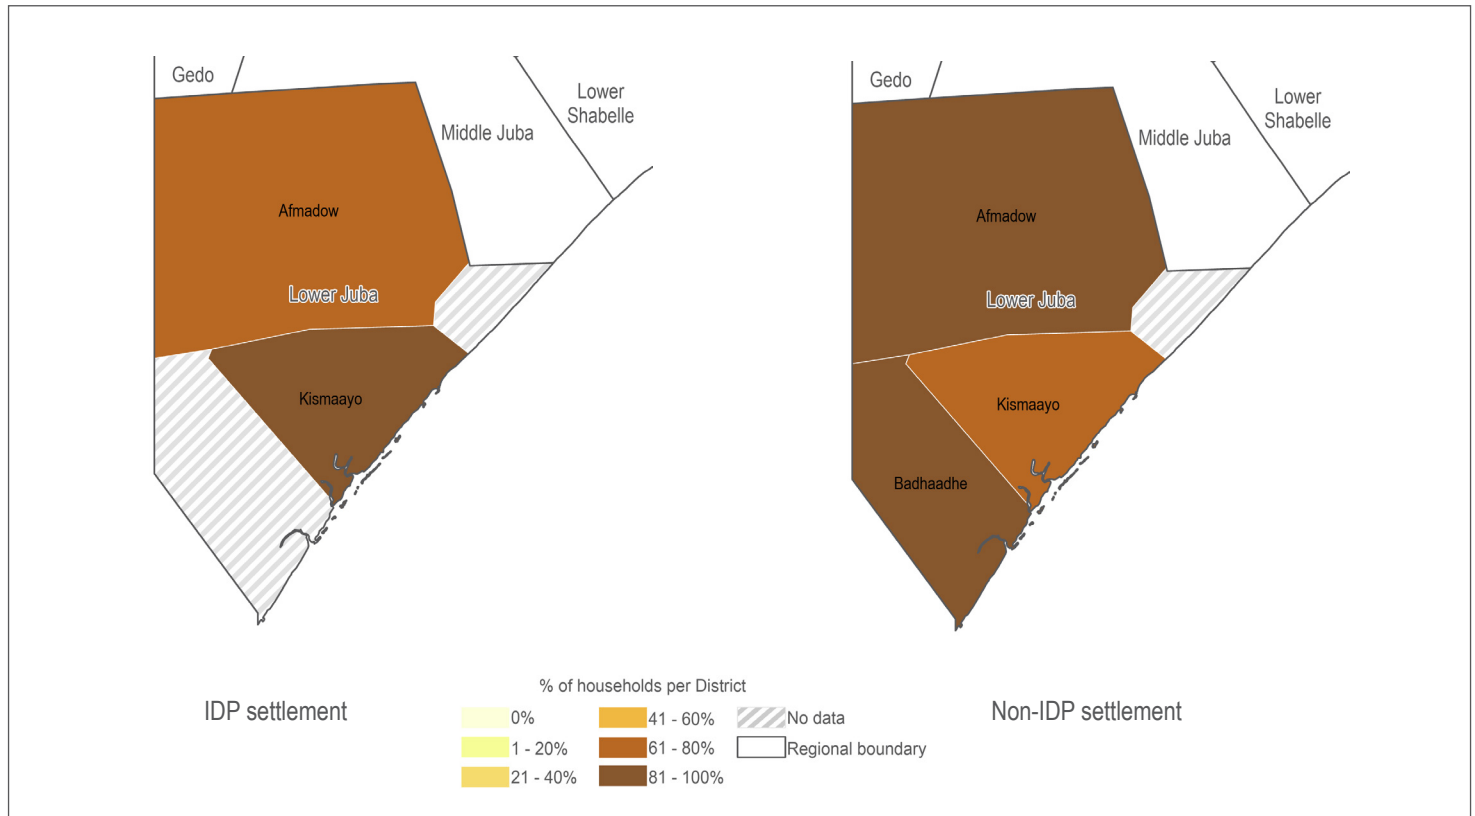 Gedo
Lower
Shabelle
Middle Juba
Afmadow
Lower Juba
Kismaayo
IDP settlement
Gedo
Lower
Shabelle
Middle Juba
Afmadow
Lower Juba
Kismaayo
Badhaadhe
Non-IDP settlement
% of households per District
0%
1 - 20%
21 - 40%
41 - 60%
61 - 80%
81 - 100%
No data
Regional boundary